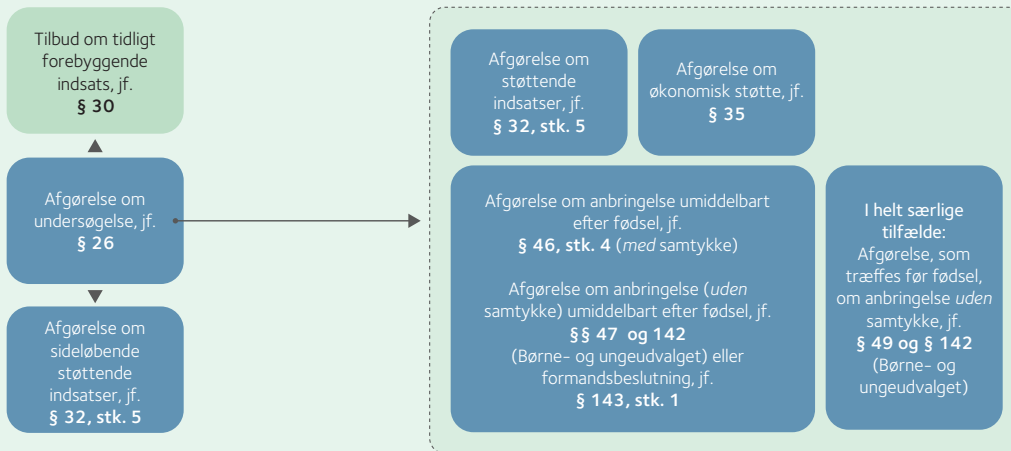 Tilbud om tidligt
forebyggende
indsats, jf.
§ 30
Afgørelse om
undersøgelse, jf.
§ 26
Afgørelse om
sideløbende
støttende
indsatser, jf.
§ 32, stk. 5
Afgørelse om
støttende
indsatser, jf.
§ 32, stk. 5
Afgørelse om
økonomisk støtte, jf.
§ 35
Afgørelse om anbringelse umiddelbart
efter fødsel, jf.
§ 46, stk. 4 (med samtykke)
Afgørelse om anbringelse (uden
samtykke) umiddelbart efter fødsel, jf.
§§ 47 og 142
(Børne- og ungeudvalget) eller
formandsbeslutning, jf.
§ 143, stk. 1
I helt særlige
tilfælde:
Afgørelse, som
træffes før fødsel,
om anbringelse uden
samtykke, jf.
§ 49 og § 142
(Børne- og
ungeudvalget)